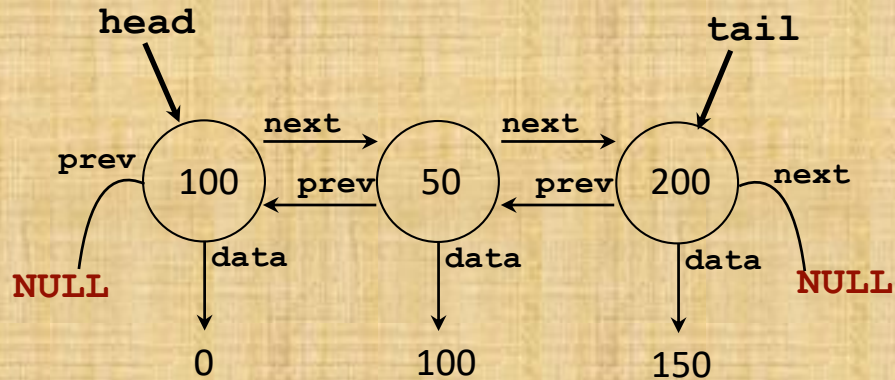 head tail
next next
prev 100 prev 50 prev 200 next
data data data
NULL NULL
0 100 150